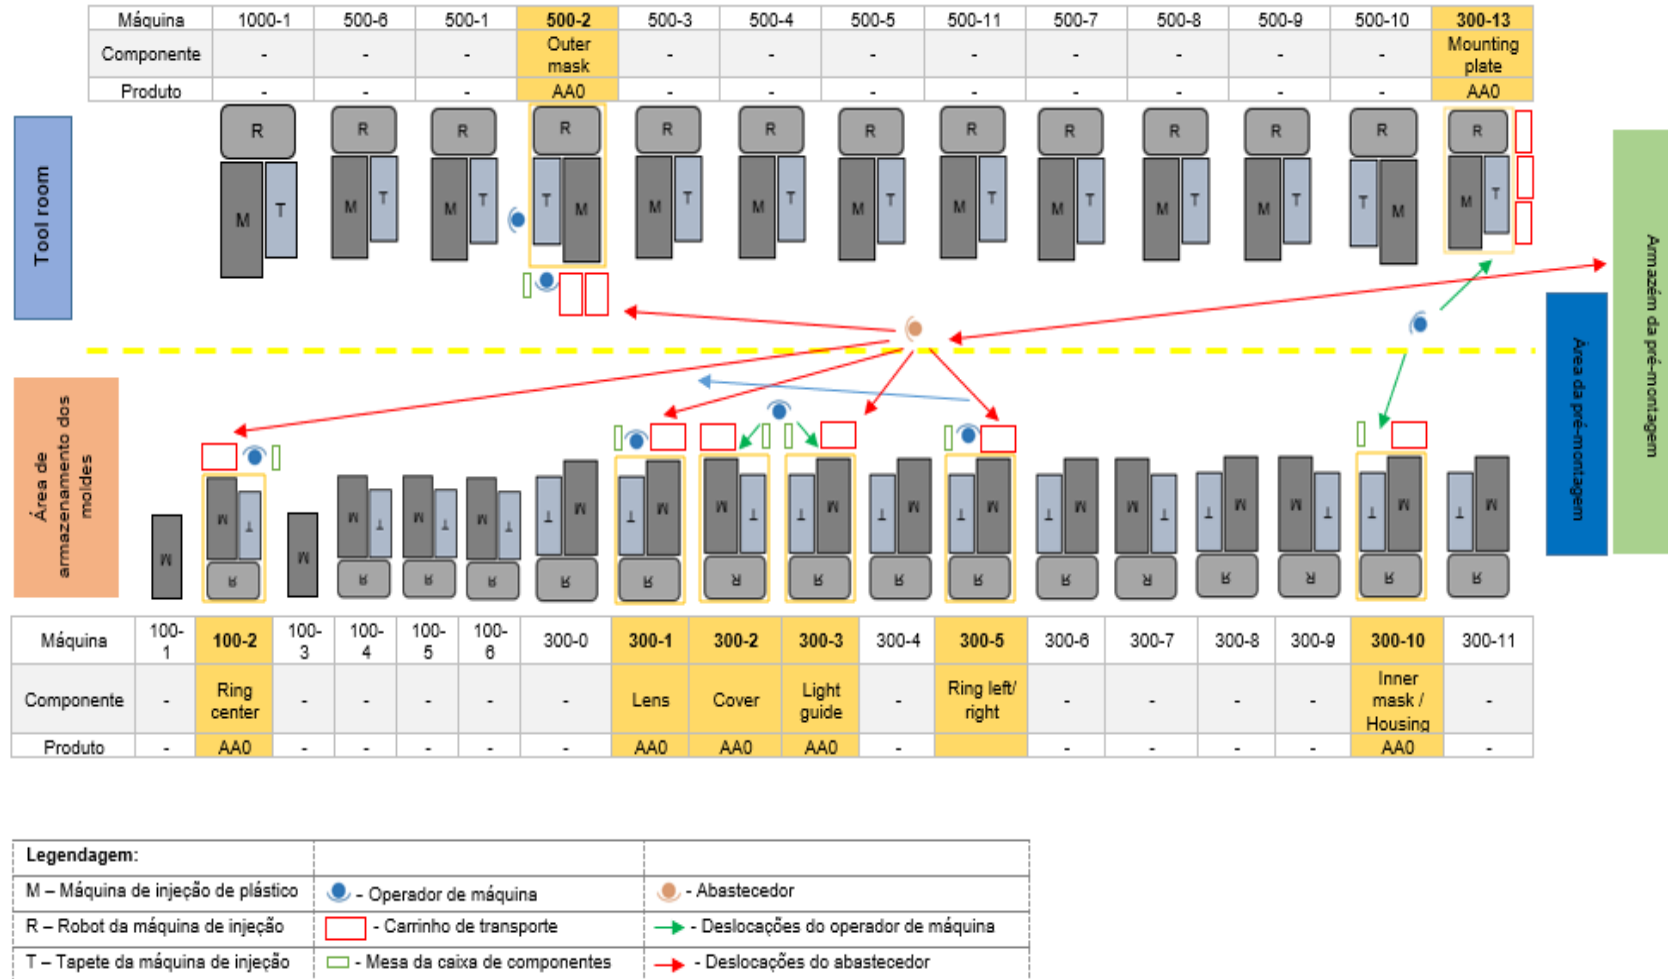 Máquina 1000-1 500-6 500-1 500-2 500-3 500-4 500-5 500-11 500-7 500-8 500-9 500-10 300-13
Componente - - - Outer mask - - - - - - - - Mounting plate
Produto - - - AA0 - - - - - - - - AA0
R R R R R R R R R R R R R
M T M T M T T M M T M T M T M T M T M T M T T M M T
Tool room
Armazém da pré-montagem
Área da pré-montagem
Área de
armazenamento dos
moldes
M M T M M T M T M T T M T M M T T M T M T M T M M T T M M T T M T M
R R R R R R R R R R R R R R R R
Máquina 100-1 100-2 100-3 100-4 100-5 100-6 300-0 300-1 300-2 300-3 300-4 300-5 300-6 300-7 300-8 300-9 300-10 300-11
Componente - Ring center - - - - - Lens Cover Light guide - Ring left/ right - - - - Inner mask / Housing -
Produto - AA0 - - - - - AA0 AA0 AA0 - - - - - AA0 -
Legendagem:
M – Máquina de injeção de plástico - Operador de máquina - Abastecedor
R – Robot da máquina de injeção - Carrinho de transporte - Deslocações do operador de máquina
T – Tapete da máquina de injeção - Mesa da caixa de componentes - Deslocações do abastecedor